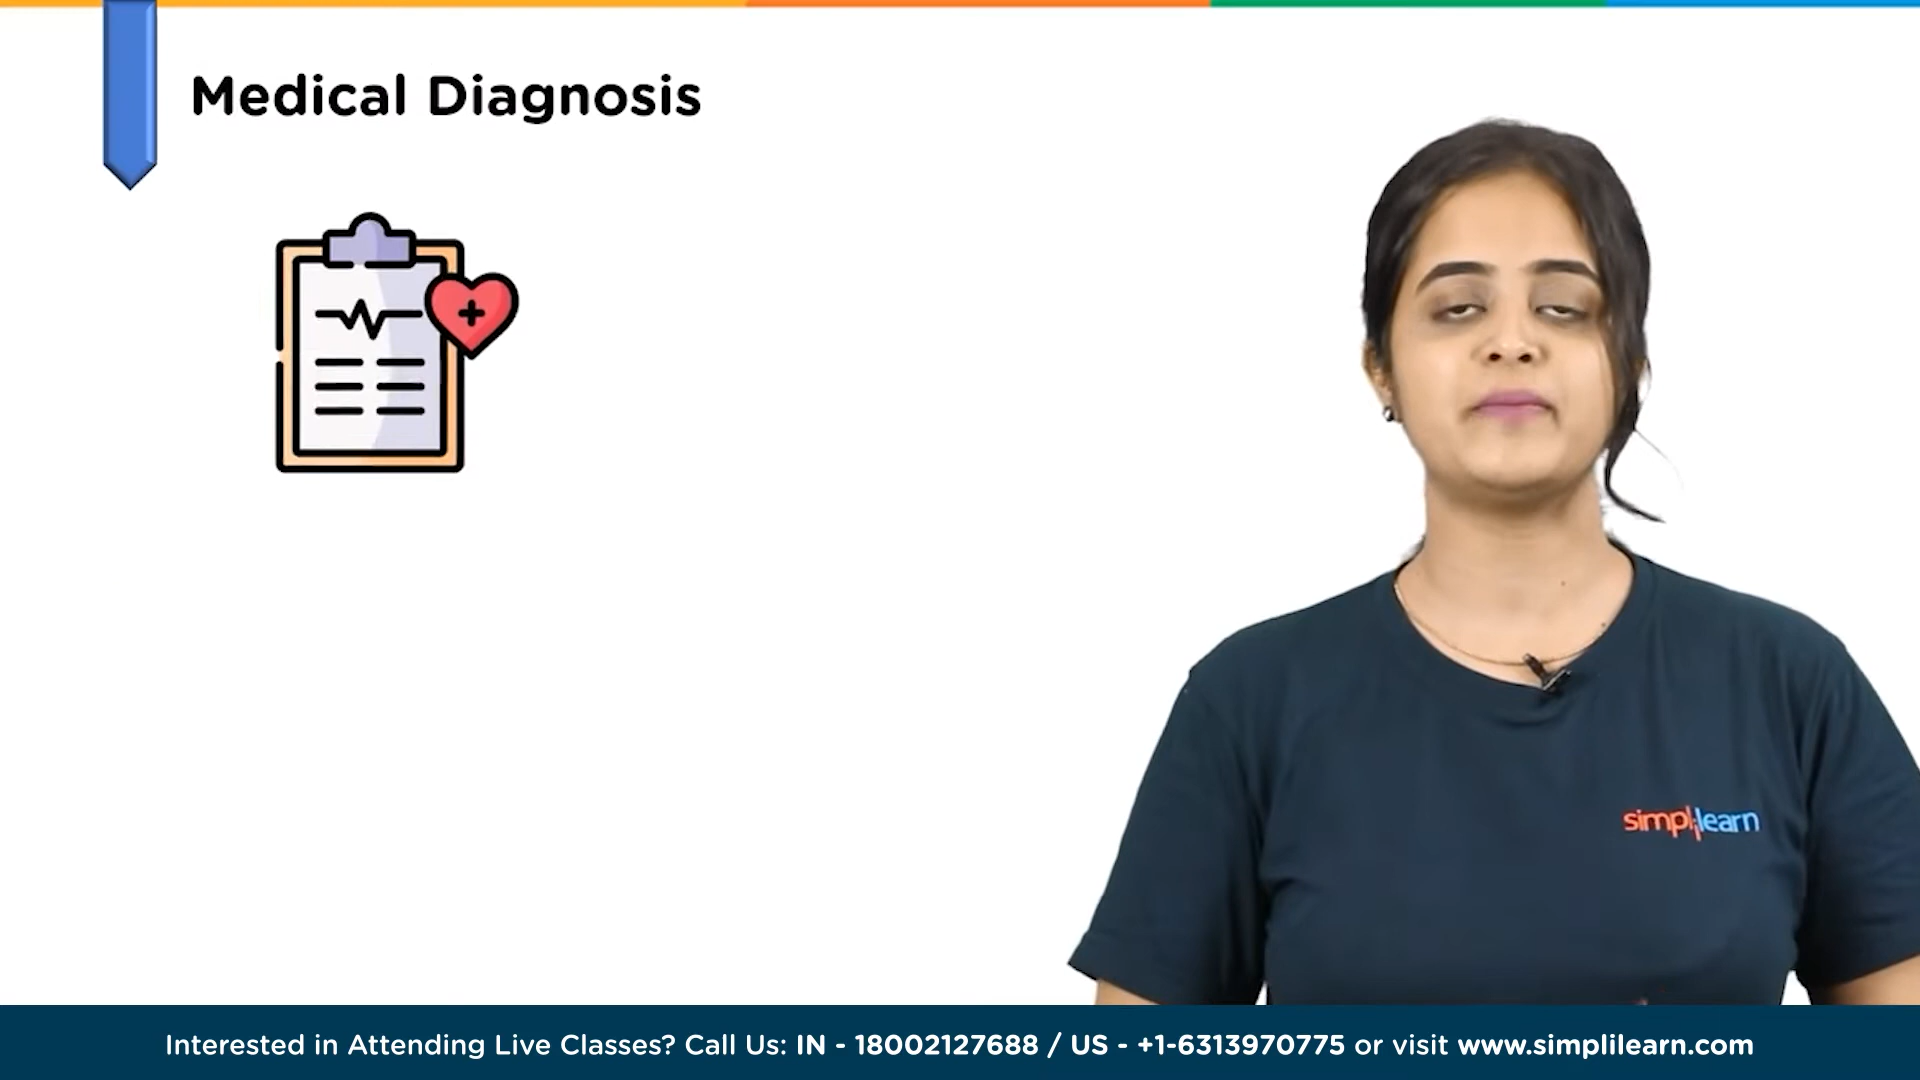 Medical Diagnosis
simplilearn
Interested in Attending Live Classes? Call Us: IN - 18002127688 / US - +1-6313970775 or visit www.simplilearn.com